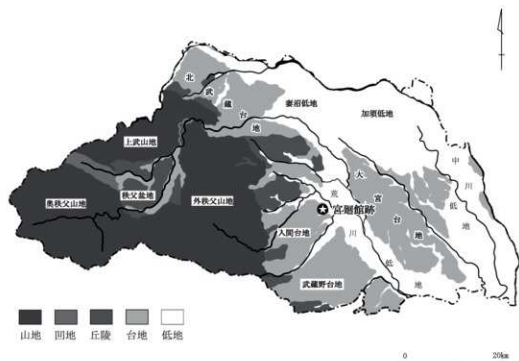 北武蔵台地
妻沼低地
加須低地
上武山地
中川低地
秩父盆地
大宮台地
奥秩父山地
外秩父山地
荒川低地
宮廻館跡
入間台地
武蔵野台地
山地
凹地
丘陵
台地
低地
0
20km